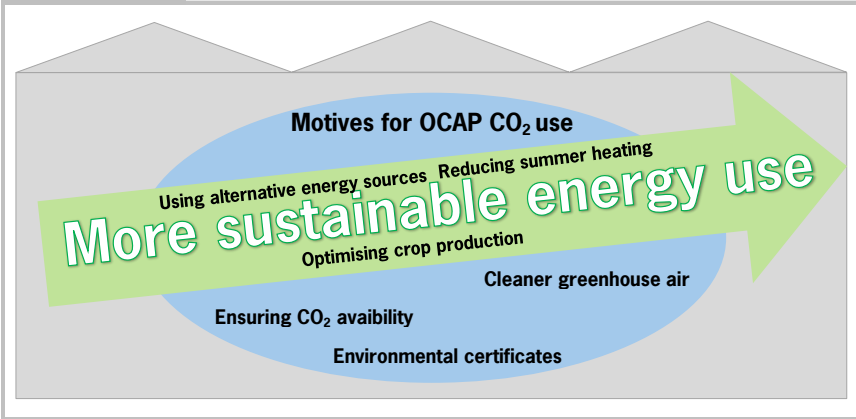 Motives for OCAP CO₂ use
Using alternative energy sources Reducing summer heating
More sustainable energy use
Optimising crop production
Cleaner greenhouse air
Ensuring CO₂ avaibility
Environmental certificates